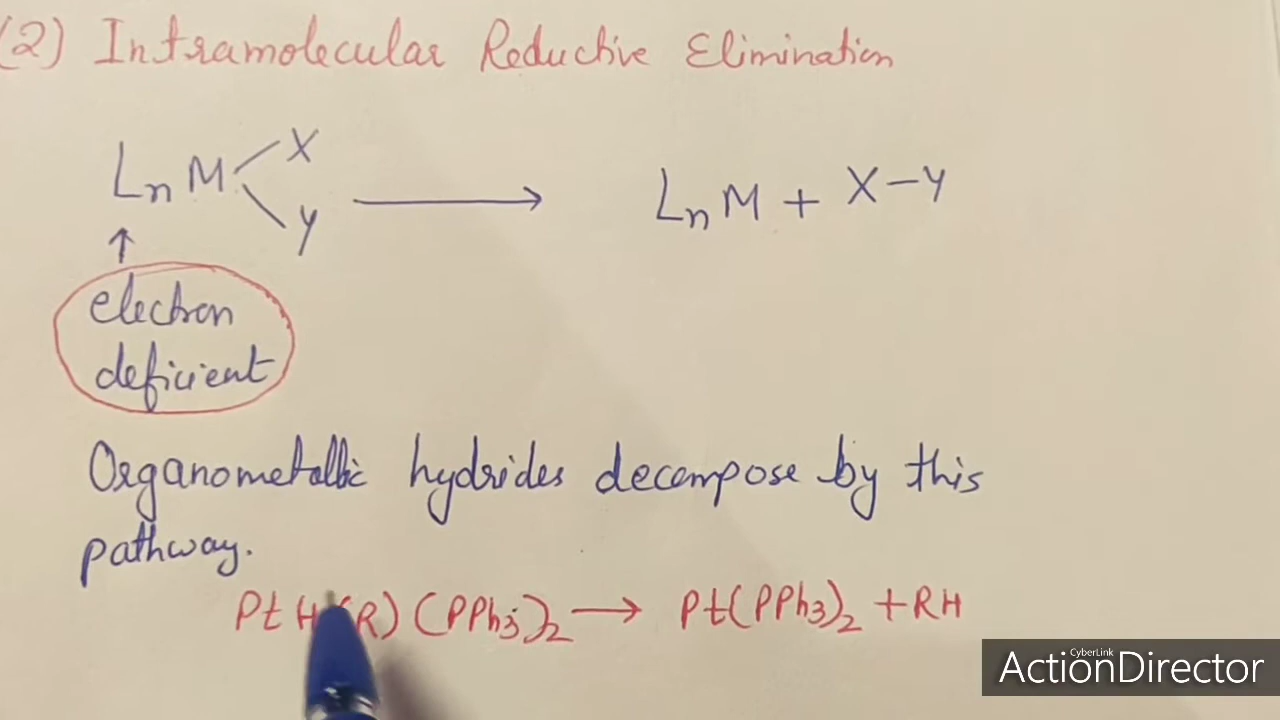 (2) Intramolecular Reductive Elimination
LnM X Y → LnM + X-Y
↑
electron
deficient
Organometallic hydrides decompose by this
pathway.
PtH(R)(PPh3)2 → Pt(PPh3)2 + RH
CyberLink
ActionDirector